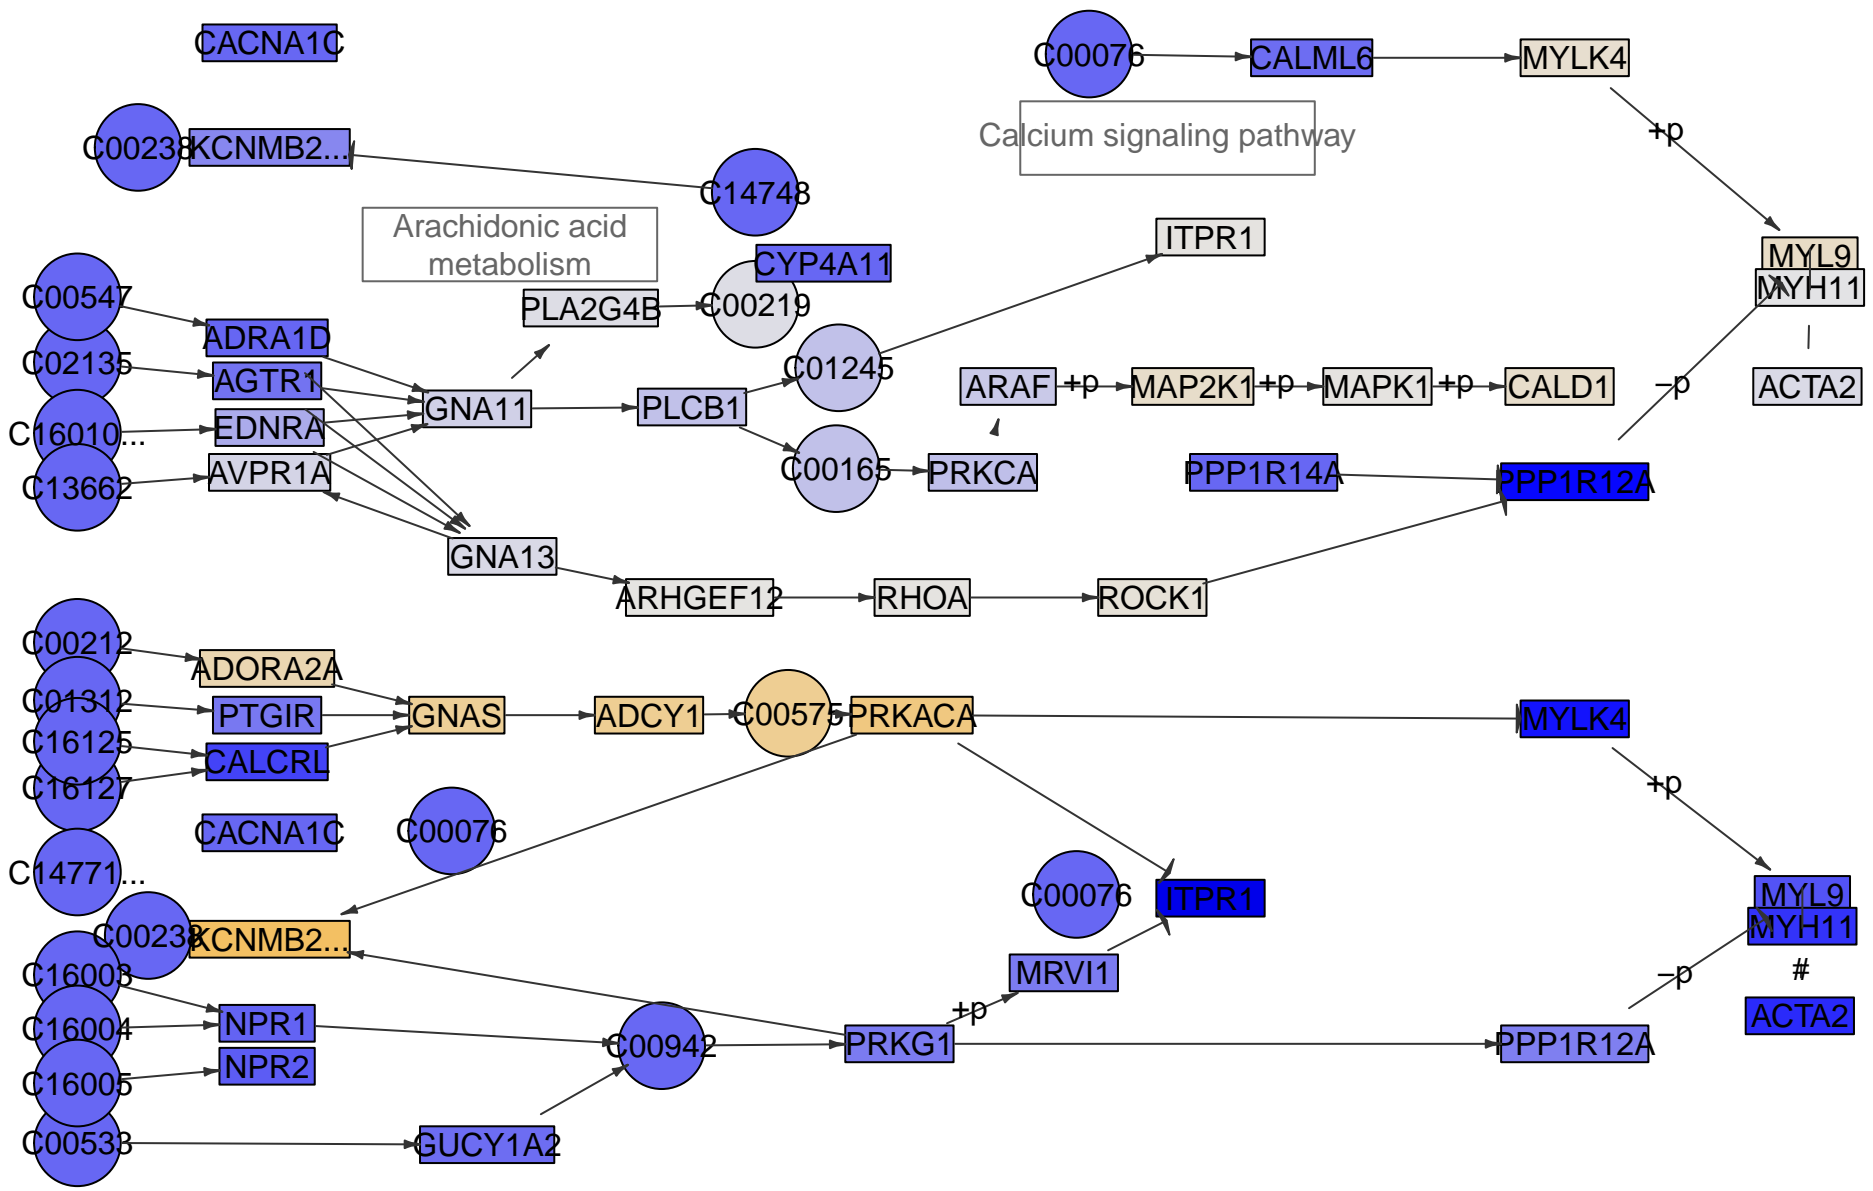 CACNA1C
C00076
CALML6
MYLK4
Calcium signaling pathway
+p
C00238
KCNMB2...
C14748
Arachidonic acid
metabolism
CYP4A11
ITPR1
MYL9
MYH11
C00547
PLA2G4B
C00219
ADRA1D
C02135
AGTR1
C01245
ARAF
+p
MAP2K1
+p
MAPK1
+p
CALD1
–p
ACTA2
GNA11
PLCB1
C16010...
EDNRA
C13662
AVPR1A
C00165
PRKCA
PPP1R14A
PPP1R12A
GNA13
ARHGEF12
RHOA
ROCK1
C00212
ADORA2A
C01312
PTGIR
GNAS
ADCY1
C00575
PRKACA
MYLK4
C16125
CALCRL
C16127
+p
CACNA1C
C00076
C14771...
C00076
ITPR1
MYL9
MYH11
C00238
KCNMB2...
C16003
MRVI1
–p
#
+p
C16004
NPR1
ACTA2
C00942
PRKG1
PPP1R12A
C16005
NPR2
C00533
GUCY1A2